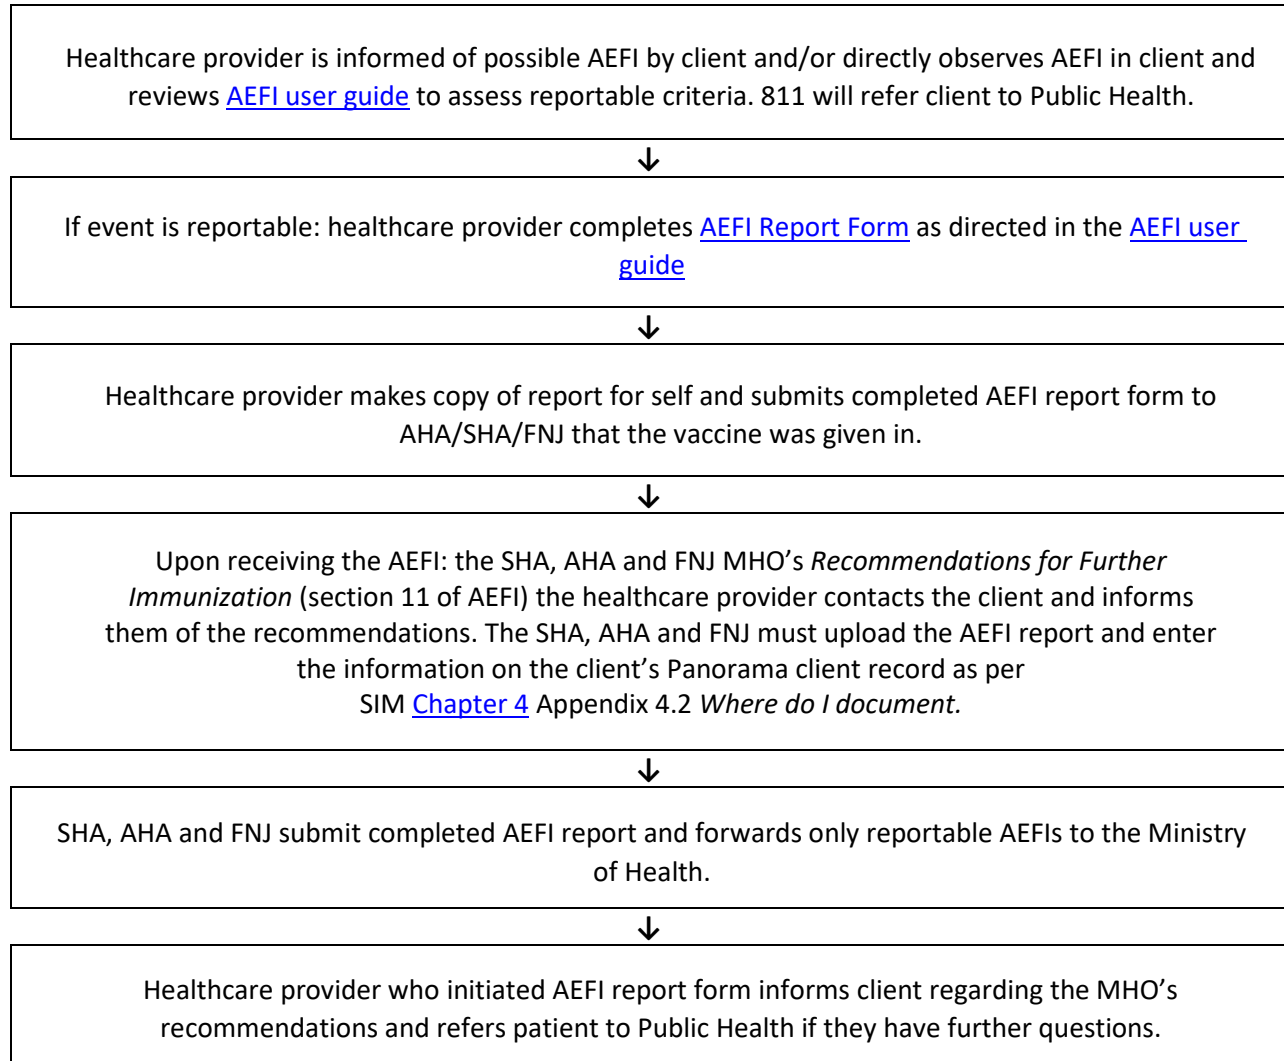 Healthcare provider is informed of possible AEFI by client and/or directly observes AEFI in client and
reviews AEFI user guide to assess reportable criteria. 811 will refer client to Public Health.
↓
If event is reportable: healthcare provider completes AEFI Report Form as directed in the AEFI user
guide
↓
Healthcare provider makes copy of report for self and submits completed AEFI report form to
AHA/SHA/FNJ that the vaccine was given in.
↓
Upon receiving the AEFI: the SHA, AHA and FNJ MHO’s Recommendations for Further
Immunization (section 11 of AEFI) the healthcare provider contacts the client and informs
them of the recommendations. The SHA, AHA and FNJ must upload the AEFI report and enter
the information on the client’s Panorama client record as per
SIM Chapter 4 Appendix 4.2 Where do I document.
↓
SHA, AHA and FNJ submit completed AEFI report and forwards only reportable AEFIs to the Ministry
of Health.
↓
Healthcare provider who initiated AEFI report form informs client regarding the MHO’s
recommendations and refers patient to Public Health if they have further questions.